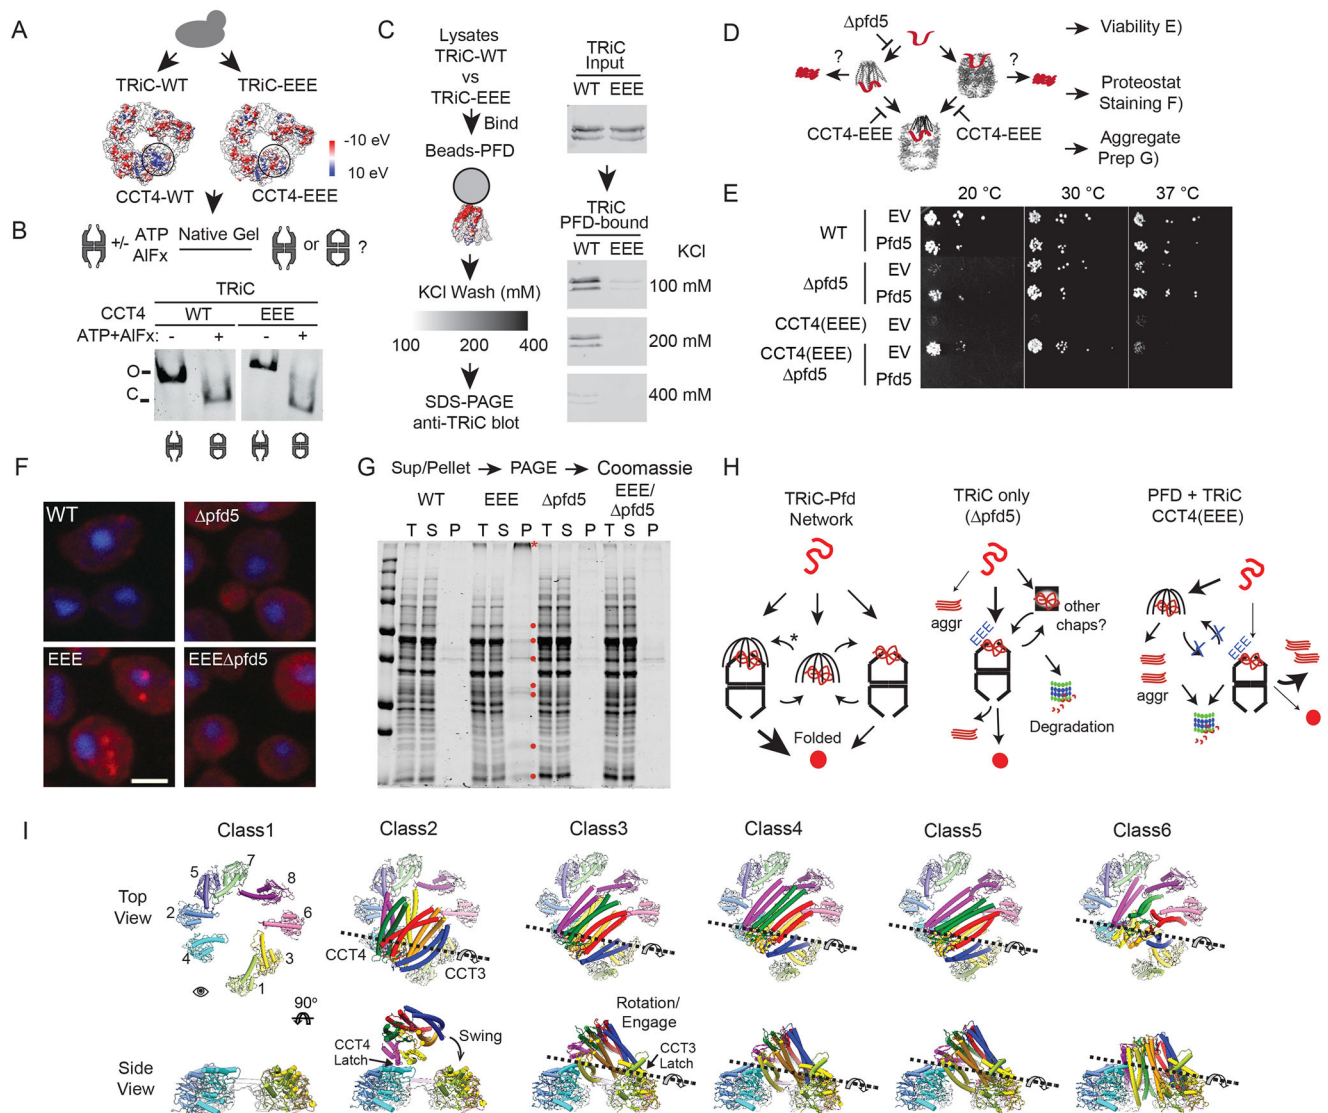 A
TRiC-WT
TRiC-EEE
-10 eV
10 eV
CCT4-WT
CCT4-EEE
B
+/- ATP AlFx
Native Gel
or
?
TRiC
CCT4 WT EEE
ATP+AlFx: - + - +
O
C
C
Lysates
TRiC-WT
vs
TRiC-EEE
Bind
Beads-PFD
KCl Wash (mM)
100 200 400
SDS-PAGE
anti-TRiC blot
TRiC
Input
WT EEE
TRiC
PFD-bound
WT EEE
KCl
100 mM
200 mM
400 mM
D
Δpfd5
?
?
CCT4-EEE
CCT4-EEE
Viability E)
Proteostat
Staining F)
Aggregate
Prep G)
E
20 °C 30 °C 37 °C
WT
EV
Pfd5
Δpfd5
EV
Pfd5
CCT4(EEE)
EV
CCT4(EEE)
Δpfd5
EV
Pfd5
F
WT
Δpfd5
EEE
EEEΔpfd5
G
Sup/Pellet PAGE Coomassie
WT EEE Δpfd5 EEE/
Δpfd5
T S P T S P T S P T S P
*
H
TRiC-Pfd
Network
*
Folded
TRiC only
(Δpfd5)
aggr
EEE
other
chaps?
Degradation
PFD + TRiC
CCT4(EEE)
EEE
aggr
I
Class1 Class2 Class3 Class4 Class5 Class6
Top
View
5
7
8
2
6
4
3
1
CCT4
CCT3
90º
Side
View
CCT4
Latch
Swing
Rotation/
Engage
CCT3
Latch